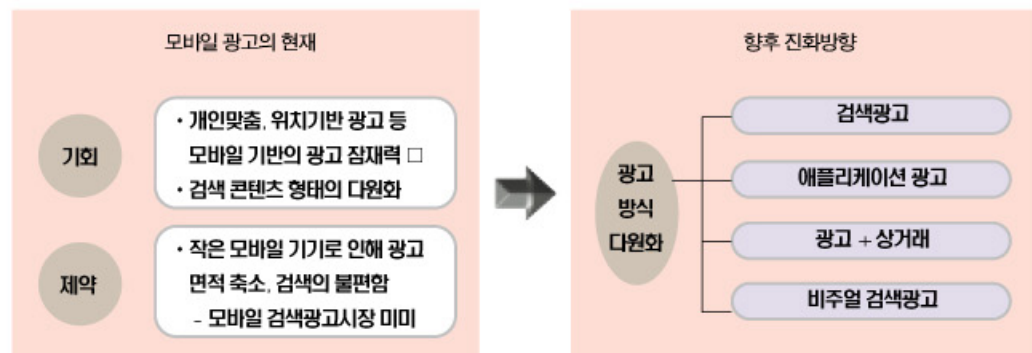 모바일 광고의 현재
기회
· 개인맞춤, 위치기반 광고 등
모바일 기반의 광고 잠재력 □
· 검색 콘텐츠 형태의 다원화
제약
· 작은 모바일 기기로 인해 광고
면적 축소, 검색의 불편함
- 모바일 검색광고시장 미미
향후 진화방향
광고
방식
다원화
검색광고
애플리케이션 광고
광고 + 상거래
비주얼 검색광고